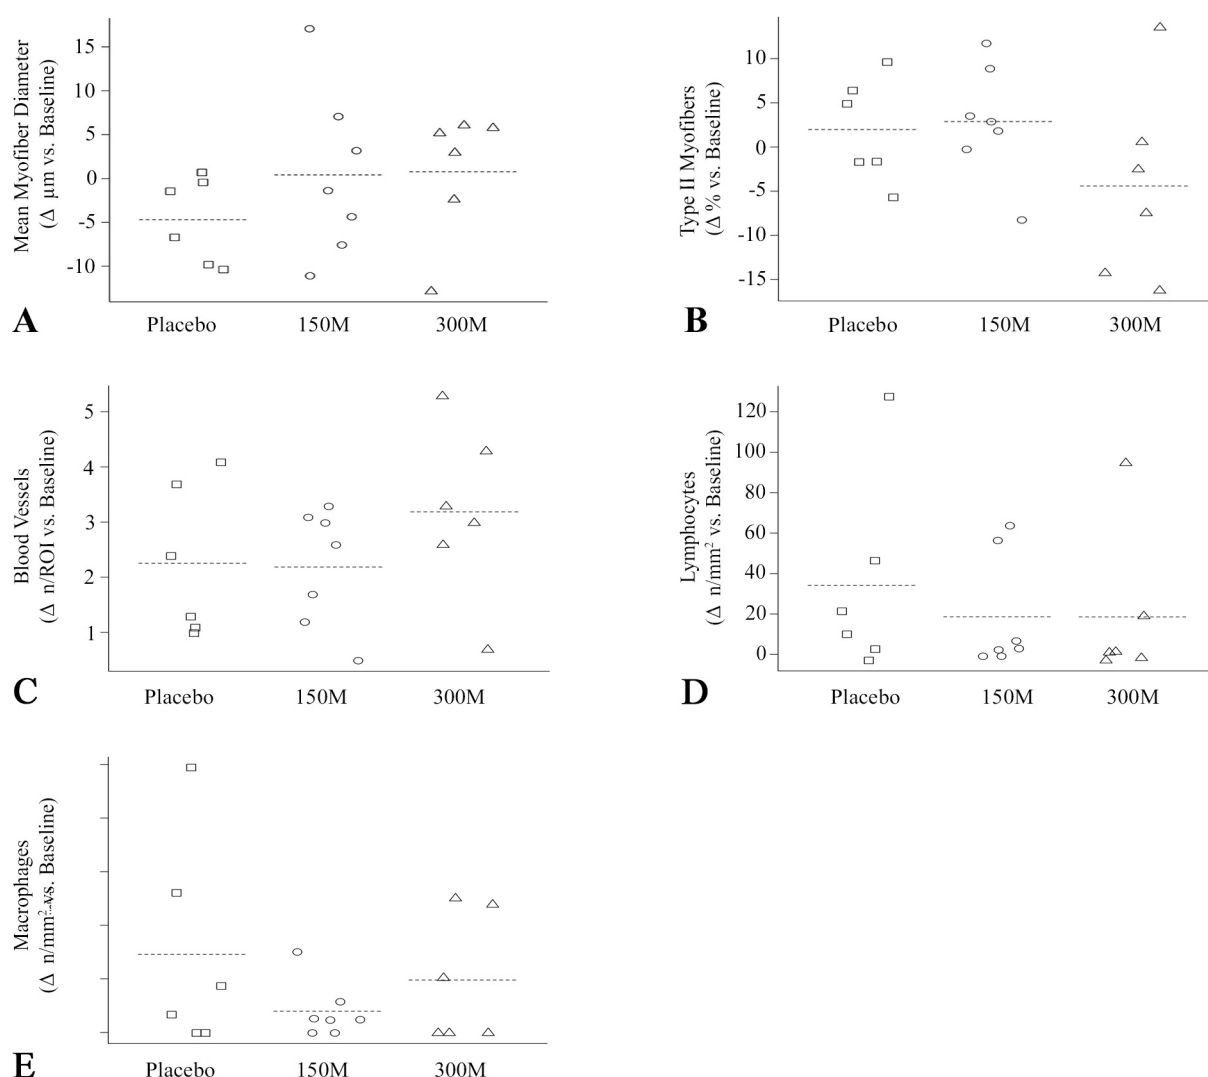 Mean Myofiber Diameter
(Δ μm vs. Baseline)
15
10
5
0
-5
-10
A
Placebo 150M 300M
Type II Myofibers
(Δ % vs. Baseline)
10
5
0
-5
-10
-15
B
Placebo 150M 300M
Blood Vessels
(Δ n/ROI vs. Baseline)
5
4
3
2
1
C
Placebo 150M 300M
Lymphocytes
(Δ n/mm² vs. Baseline)
120
100
80
60
40
20
0
D
Placebo 150M 300M
Macrophages
(Δ n/mm² vs. Baseline)
E
Placebo 150M 300M